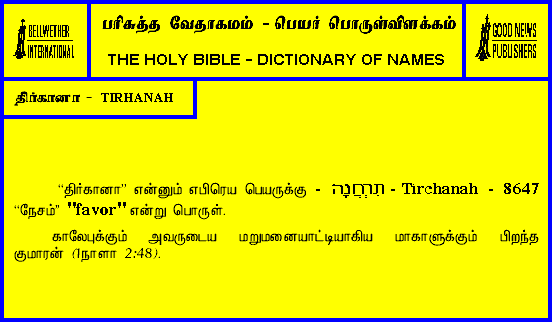 BELLWETHER
INTERNATIONAL
பரிசுத்த வேதாகமம் - பெயர் பொருள்விளக்கம்
THE HOLY BIBLE - DICTIONARY OF NAMES
GOOD NEWS
PUBLISHERS
திர்கானா - TIRHANAH
“திர்கானா” என்னும் எபிரெய பெயருக்கு - תִּרְחֲנָה - Tirchanah - 8647
“நேசம்” "favor" என்று பொருள்.
காலேபுக்கும் அவருடைய மறுமனையாட்டியாகிய மாகாளுக்கும் பிறந்த
குமாரன் (1நாளா 2:48).